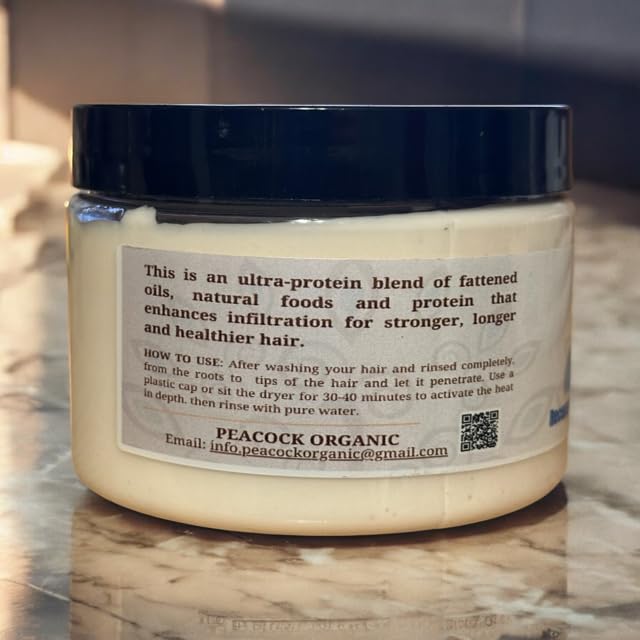 This is an ultra-protein blend of fattened
oils, natural foods and protein that
enhances infiltration for stronger, longer
and healthier hair.
HOW TO USE: After washing your hair and rinsed completely,
from the roots to tips of the hair and let it penetrate. Use a
plastic cap or sit the dryer for 30-40 minutes to activate the heat
in depth. then rinse with pure water.
PEACOCK ORGANIC
Email: info.peacockorganic@gmail.com